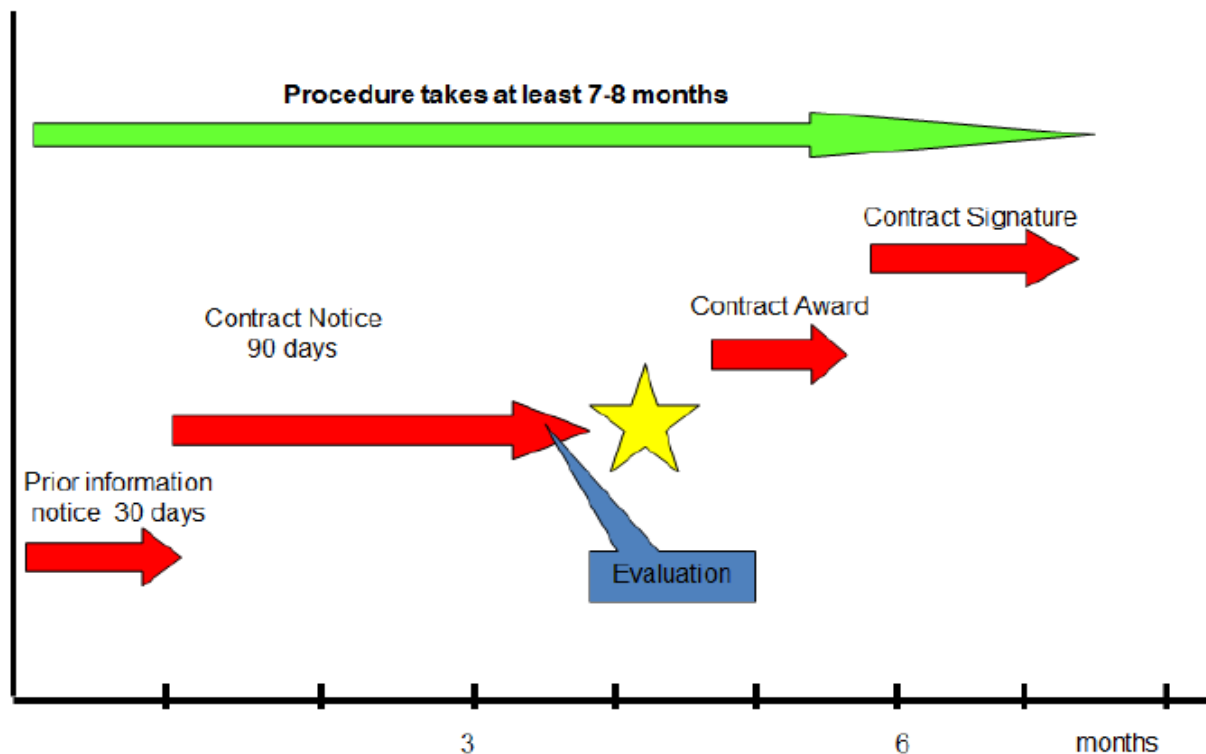 Procedure takes at least 7-8 months
Contract Signature
Contract Award
Contract Notice
90 days
Prior information
notice 30 days
Evaluation
3
6
months